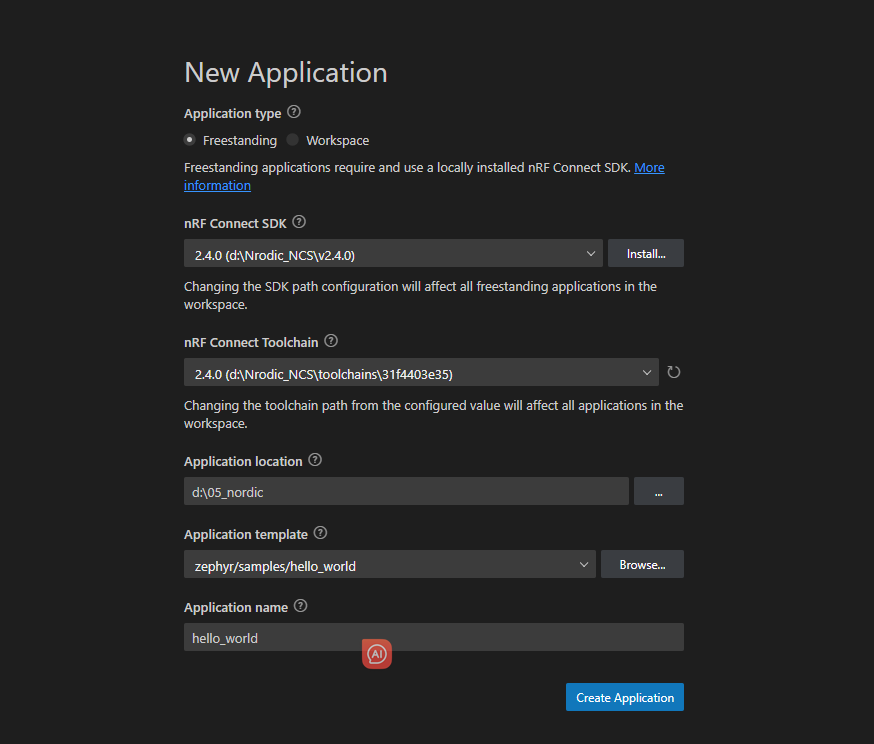 New Application
Application type
Freestanding Workspace
Freestanding applications require and use a locally installed nRF Connect SDK. More
information
nRF Connect SDK
2.4.0 (d:\Nrodic_NCS\v2.4.0) Install...
Changing the SDK path configuration will affect all freestanding applications in the
workspace.
nRF Connect Toolchain
2.4.0 (d:\Nrodic_NCS\toolchains\31f4403e35)
Changing the toolchain path from the configured value will affect all applications in the
workspace.
Application location
d:\05_nordic ...
Application template
zephyr/samples/hello_world Browse...
Application name
hello_world
AI
Create Application